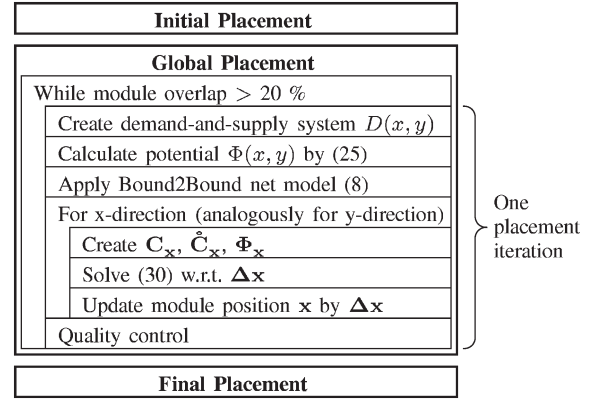 Initial Placement
Global Placement
While module overlap > 20 %
Create demand-and-supply system D(x, y)
Calculate potential Φ(x, y) by (25)
Apply Bound2Bound net model (8)
For x-direction (analogously for y-direction)
Create Cₓ, C̊ₓ, Φₓ
Solve (30) w.r.t. Δx
Update module position x by Δx
Quality control
One
placement
iteration
Final Placement